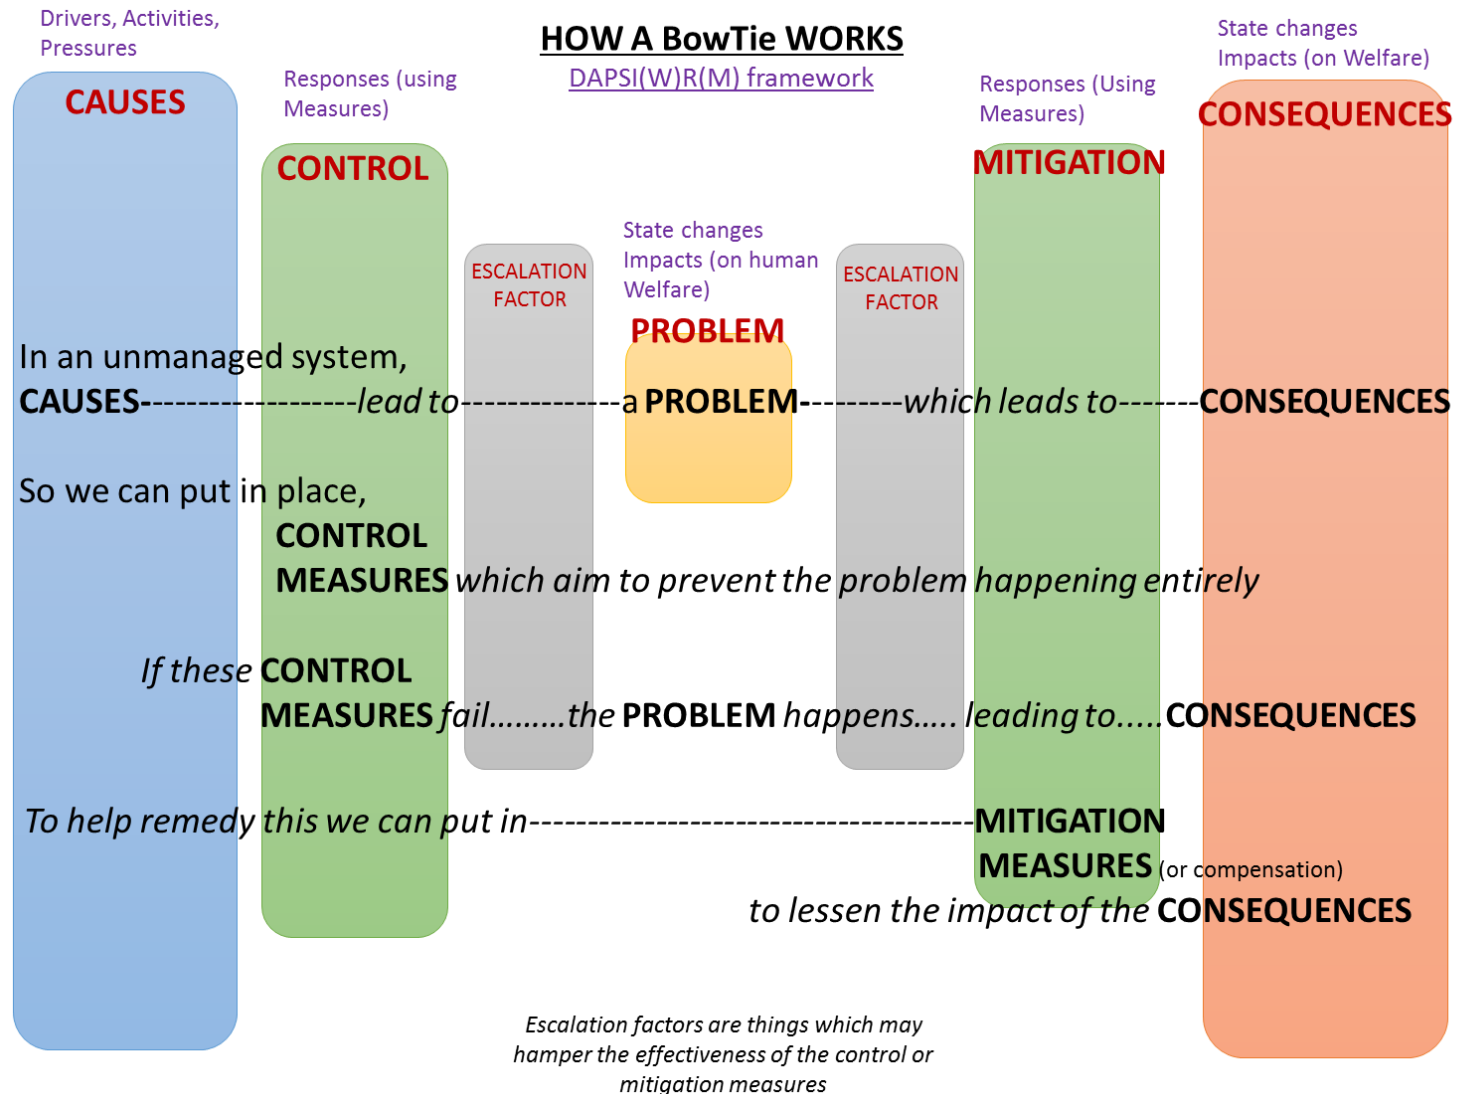 Drivers, Activities,
Pressures
HOW A BowTie WORKS
DAPSI(W)R(M) framework
State changes
Impacts (on Welfare)
CAUSES
Responses (using
Measures)
Responses (Using
Measures)
CONSEQUENCES
CONTROL
MITIGATION
State changes
Impacts (on human
Welfare)
ESCALATION
FACTOR
ESCALATION
FACTOR
PROBLEM
In an unmanaged system,
CAUSES-------------------lead to--------------a PROBLEM----------which leads to-------CONSEQUENCES
So we can put in place,
CONTROL
MEASURES which aim to prevent the problem happening entirely
If these CONTROL
MEASURES fail.........the PROBLEM happens..... leading to.....CONSEQUENCES
To help remedy this we can put in--------------------------------------MITIGATION
MEASURES (or compensation)
to lessen the impact of the CONSEQUENCES
Escalation factors are things which may
hamper the effectiveness of the control or
mitigation measures